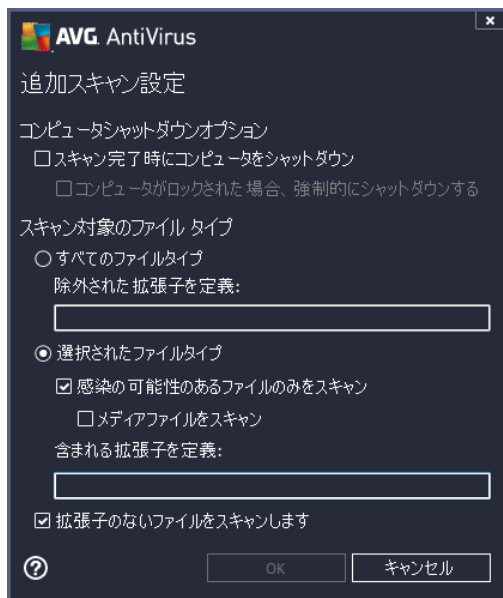 AVG AntiVirus
追加スキャン設定
コンピュータシャットダウンオプション
スキャン完了時にコンピュータをシャットダウン
コンピュータがロックされた場合、強制的にシャットダウンする
スキャン対象のファイル タイプ
すべてのファイルタイプ
除外された拡張子を定義:
選択されたファイルタイプ
感染の可能性のあるファイルのみをスキャン
メディアファイルをスキャン
含まれる拡張子を定義:
拡張子のないファイルをスキャンします
OK キャンセル